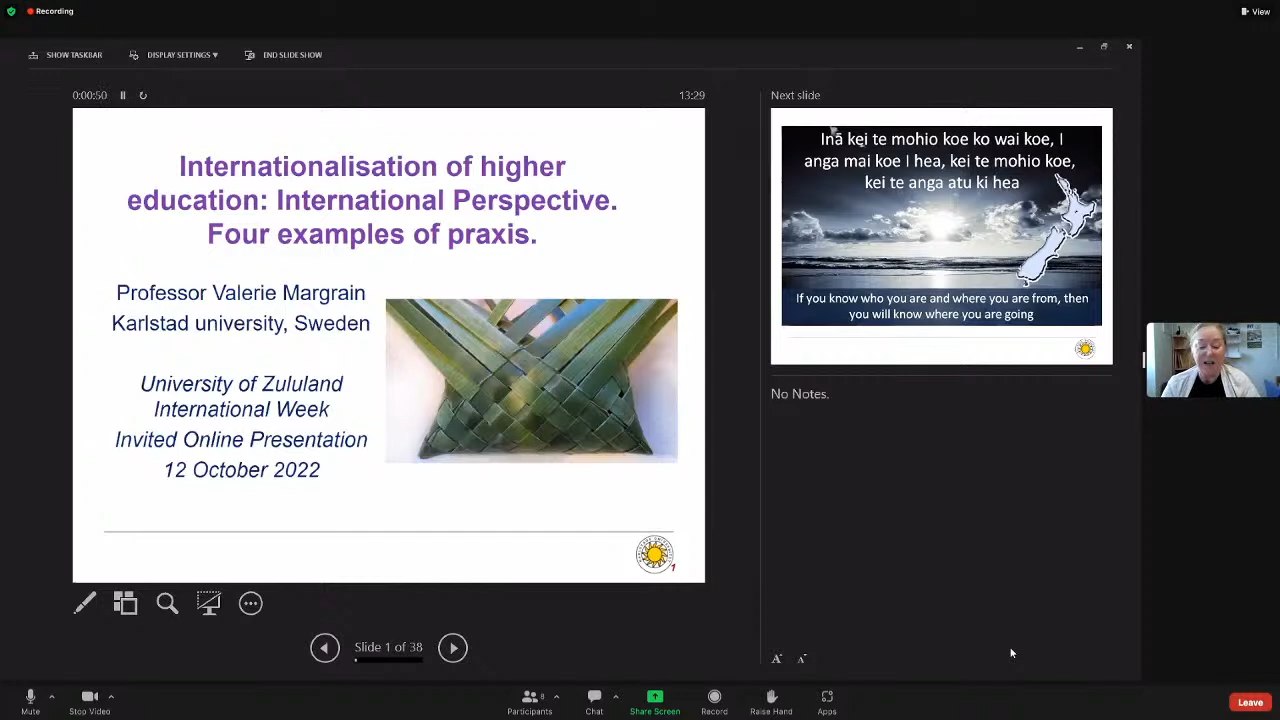 Recording
View
SHOW TASKBAR
DISPLAY SETTINGS ▾
END SLIDE SHOW
0:00:50
13:29
Internationalisation of higher
education: International Perspective.
Four examples of praxis.
Professor Valerie Margrain
Karlstad university, Sweden
University of Zululand
International Week
Invited Online Presentation
12 October 2022
1
Slide 1 of 38
Next slide
Inā kei te mohio koe ko wai koe, I
anga mai koe I hea, kei te mohio koe,
kei te anga atu ki hea
If you know who you are and where you are from, then
you will know where you are going
No Notes.
A A
Mute
Stop Video
Participants
8
Chat
Share Screen
Record
Raise Hand
Apps
Leave